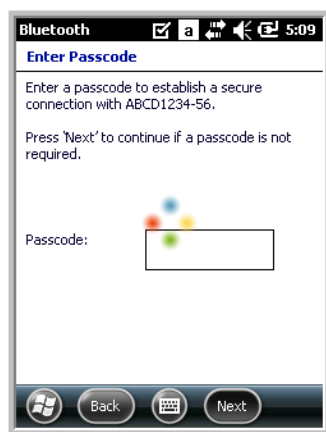 Bluetooth a 5:09
Enter Passcode
Enter a passcode to establish a secure
connection with ABCD1234-56.
Press 'Next' to continue if a passcode is not
required.
Passcode:
Back Next